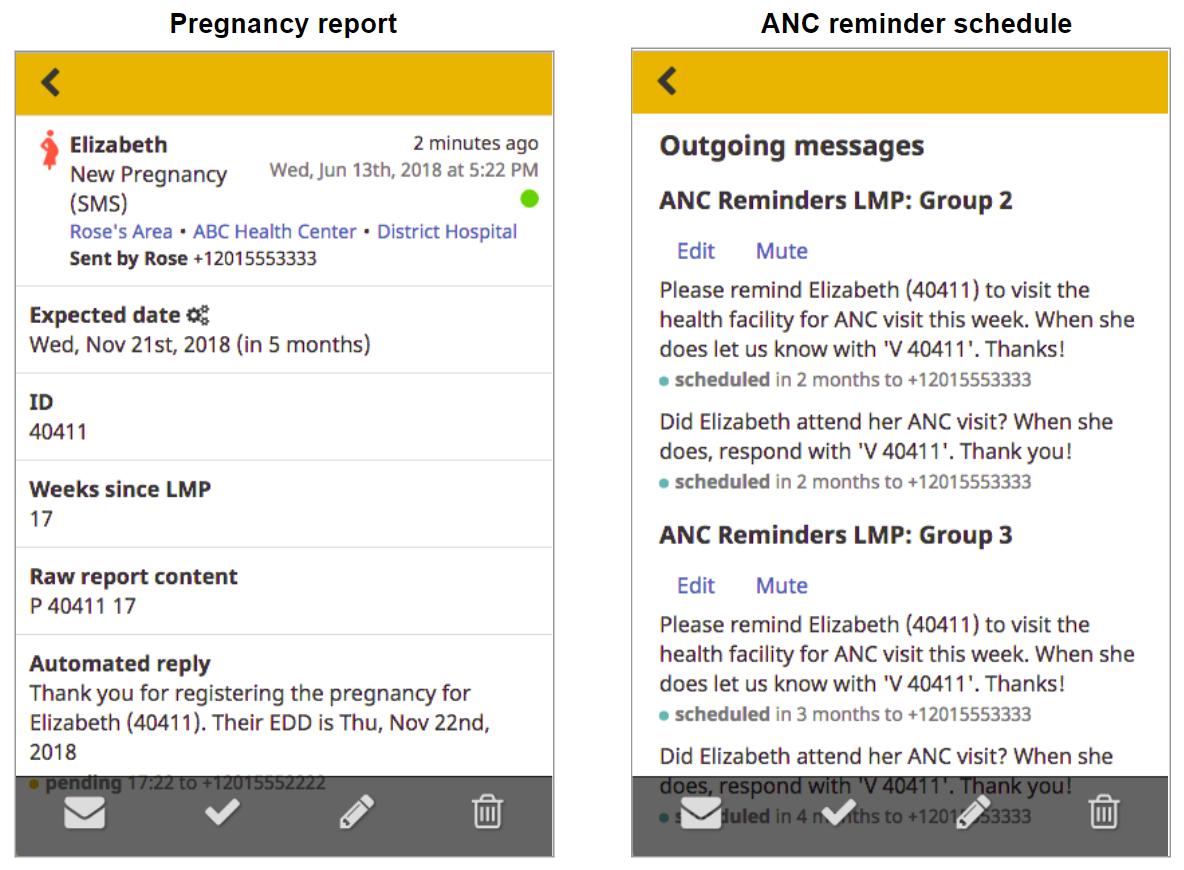 Pregnancy report
Elizabeth
2 minutes ago
New Pregnancy
Wed, Jun 13th, 2018 at 5:22 PM
(SMS)
Rose's Area • ABC Health Center • District Hospital
Sent by Rose +12015553333
Expected date
Wed, Nov 21st, 2018 (in 5 months)
ID
40411
Weeks since LMP
17
Raw report content
P 40411 17
Automated reply
Thank you for registering the pregnancy for
Elizabeth (40411). Their EDD is Thu, Nov 22nd,
2018
pending 17:22 to +12015552222
ANC reminder schedule
Outgoing messages
ANC Reminders LMP: Group 2
Edit Mute
Please remind Elizabeth (40411) to visit the
health facility for ANC visit this week. When she
does let us know with 'V 40411'. Thanks!
scheduled in 2 months to +12015553333
Did Elizabeth attend her ANC visit? When she
does, respond with 'V 40411'. Thank you!
scheduled in 2 months to +12015553333
ANC Reminders LMP: Group 3
Edit Mute
Please remind Elizabeth (40411) to visit the
health facility for ANC visit this week. When she
does let us know with 'V 40411'. Thanks!
scheduled in 3 months to +12015553333
Did Elizabeth attend her ANC visit? When she
does, respond with 'V 40411'. Thank you!
in 4 to